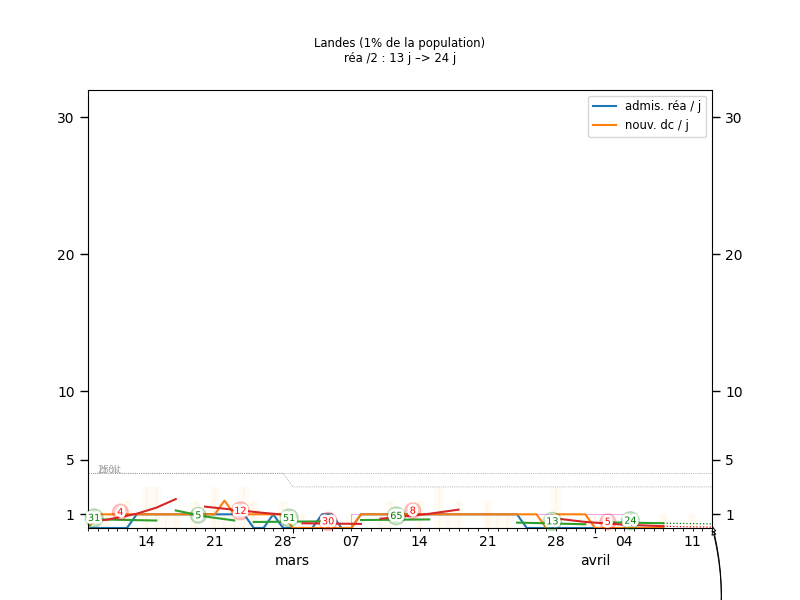 Landes (1% de la population)
réa /2 : 13 j –> 24 j
admis. réa / j
nouv. dc / j
30 30
20 20
10 10
5 5
1 1
31 4 5 12 51 30 65 8 13 5 24
14 21 28 07 14 21 28 - 04 11
mars avril